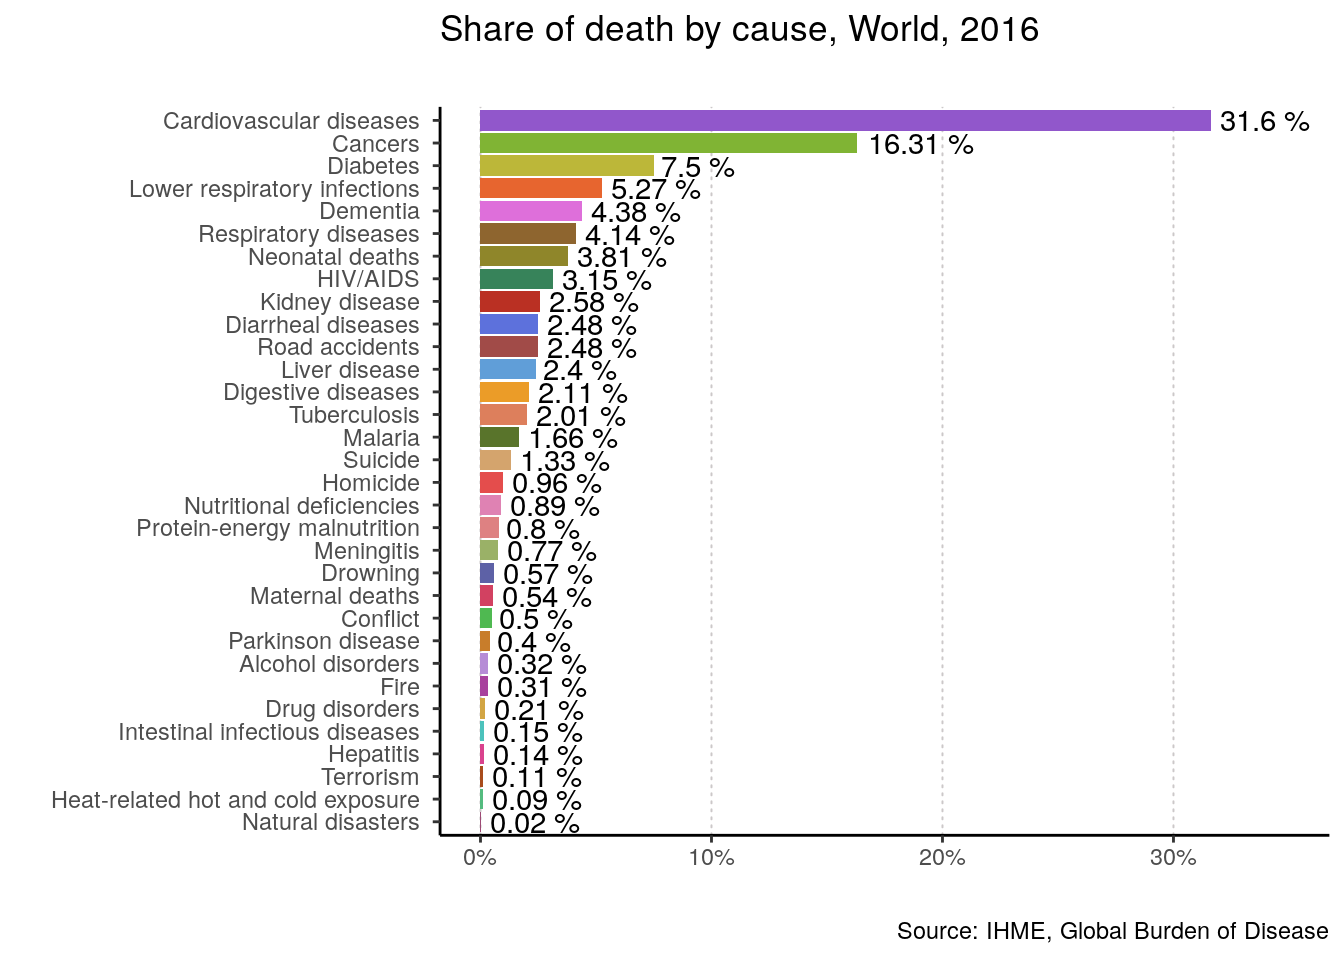 Share of death by cause, World, 2016
Cardiovascular diseases 31.6 %
Cancers 16.31 %
Diabetes 7.5 %
Lower respiratory infections 5.27 %
Dementia 4.38 %
Respiratory diseases 4.14 %
Neonatal deaths 3.81 %
HIV/AIDS 3.15 %
Kidney disease 2.58 %
Diarrheal diseases 2.48 %
Road accidents 2.48 %
Liver disease 2.4 %
Digestive diseases 2.11 %
Tuberculosis 2.01 %
Malaria 1.66 %
Suicide 1.33 %
Homicide 0.96 %
Nutritional deficiencies 0.89 %
Protein-energy malnutrition 0.8 %
Meningitis 0.77 %
Drowning 0.57 %
Maternal deaths 0.54 %
Conflict 0.5 %
Parkinson disease 0.4 %
Alcohol disorders 0.32 %
Fire 0.31 %
Drug disorders 0.21 %
Intestinal infectious diseases 0.15 %
Hepatitis 0.14 %
Terrorism 0.11 %
Heat-related hot and cold exposure 0.09 %
Natural disasters 0.02 %
0% 10% 20% 30%
Source: IHME, Global Burden of Disease